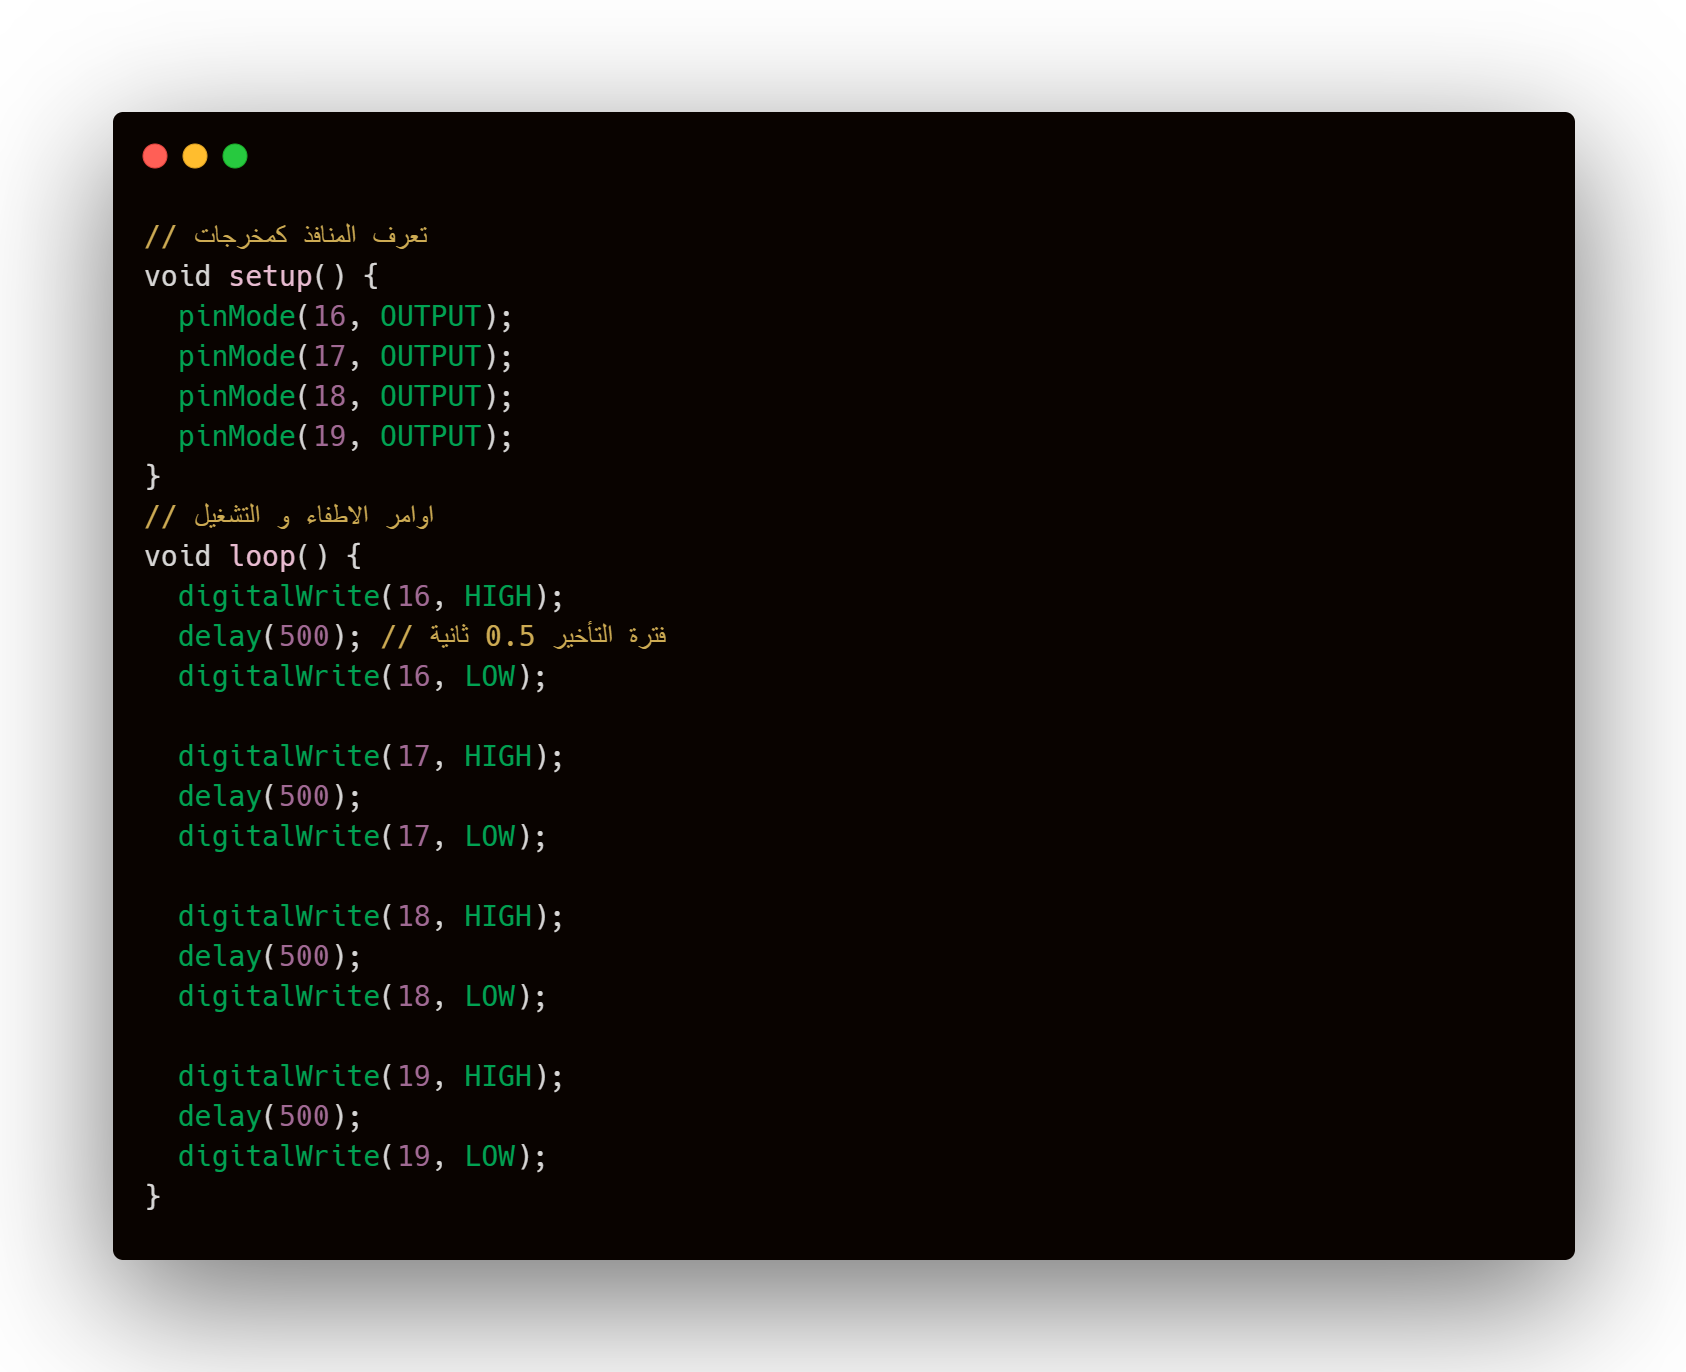 // تعرف المنافذ كمخرجات
void setup() {
  pinMode(16, OUTPUT);
  pinMode(17, OUTPUT);
  pinMode(18, OUTPUT);
  pinMode(19, OUTPUT);
}
// اوامر الاطفاء و التشغيل
void loop() {
  digitalWrite(16, HIGH);
  delay(500); // فترة التأخير 0.5 ثانية
  digitalWrite(16, LOW);

  digitalWrite(17, HIGH);
  delay(500);
  digitalWrite(17, LOW);

  digitalWrite(18, HIGH);
  delay(500);
  digitalWrite(18, LOW);

  digitalWrite(19, HIGH);
  delay(500);
  digitalWrite(19, LOW);
}